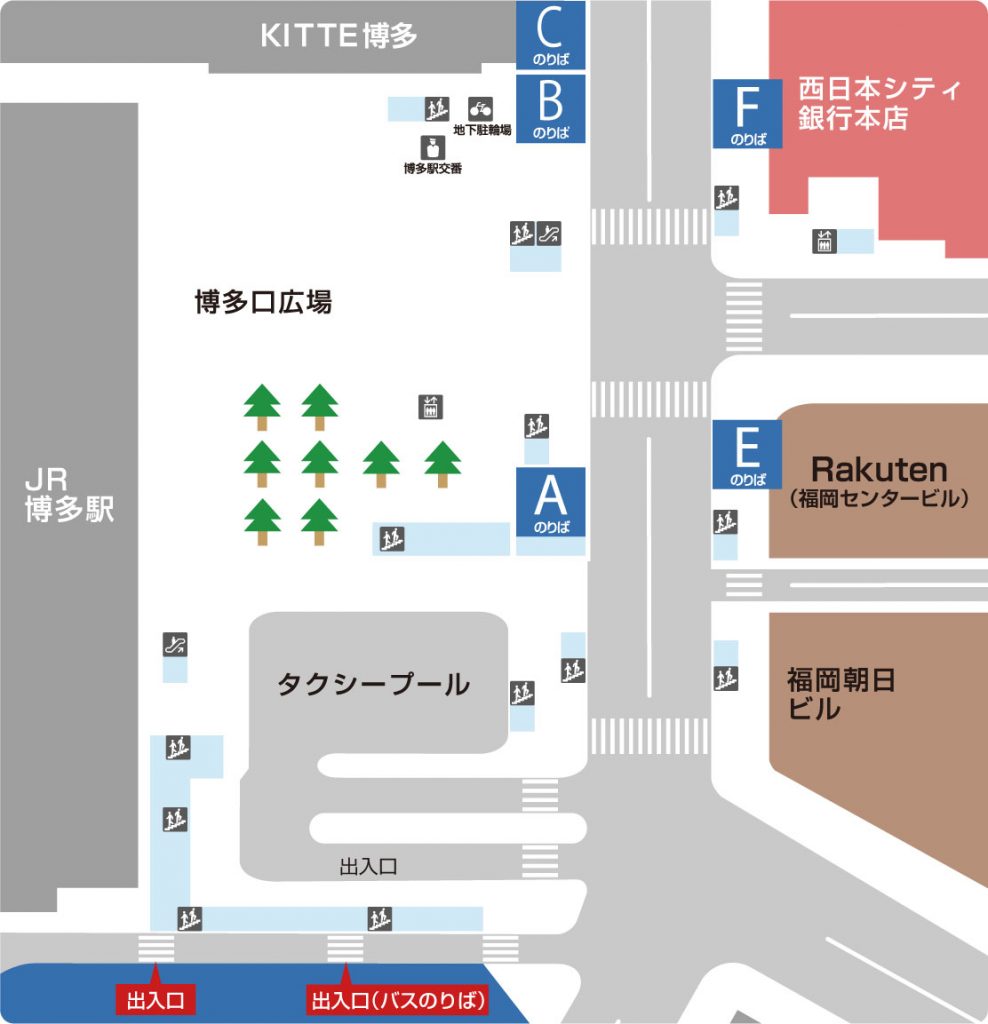 KITTE博多
C
のりば
B
のりば
地下駐輪場
博多駅交番
F
のりば
西日本シティ
銀行本店
博多口広場
JR
博多駅
A
のりば
E
のりば
Rakuten
(福岡センタービル)
タクシープール
福岡朝日
ビル
出入口
出入口
出入口(バスのりば)